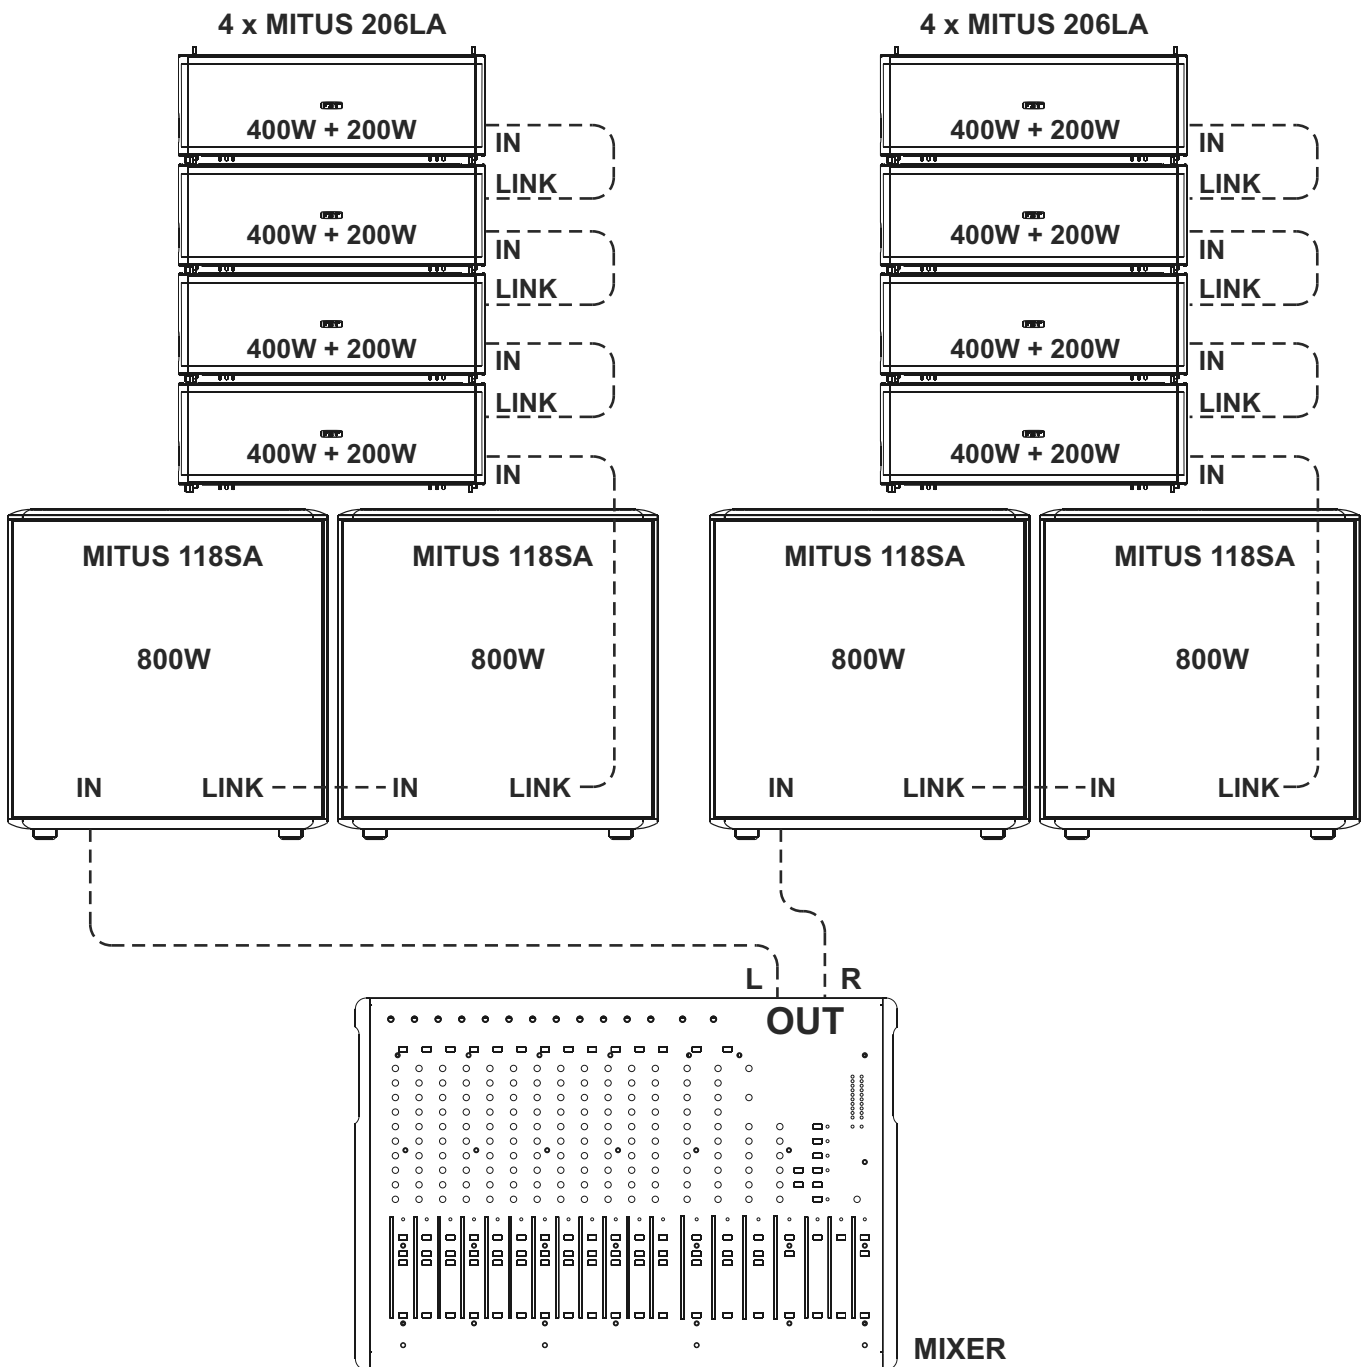 4 x MITUS 206LA 4 x MITUS 206LA
400W + 200W 400W + 200W
IN IN
LINK LINK
400W + 200W 400W + 200W
IN IN
LINK LINK
400W + 200W 400W + 200W
IN IN
LINK LINK
400W + 200W 400W + 200W
IN IN
MITUS 118SA MITUS 118SA MITUS 118SA MITUS 118SA
800W 800W 800W 800W
IN LINK IN LINK IN LINK IN LINK
L R
OUT
MIXER